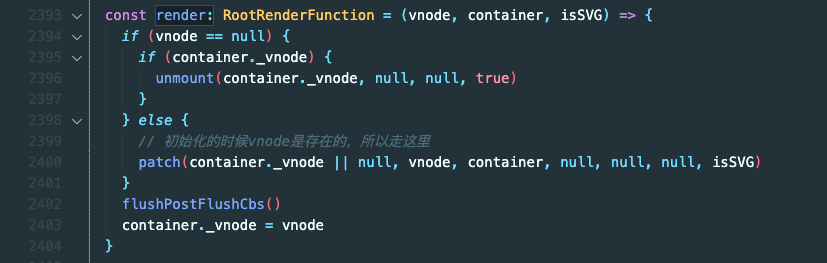 2393 const render: RootRenderFunction = (vnode, container, isSVG) => {
2394 if (vnode == null) {
2395 if (container._vnode) {
2396 unmount(container._vnode, null, null, true)
2397 }
2398 } else {
2399 // 初始化的时候vnode是存在的，所以走这里
2400 patch(container._vnode || null, vnode, container, null, null, null, isSVG)
2401 }
2402 flushPostFlushCbs()
2403 container._vnode = vnode
2404 }